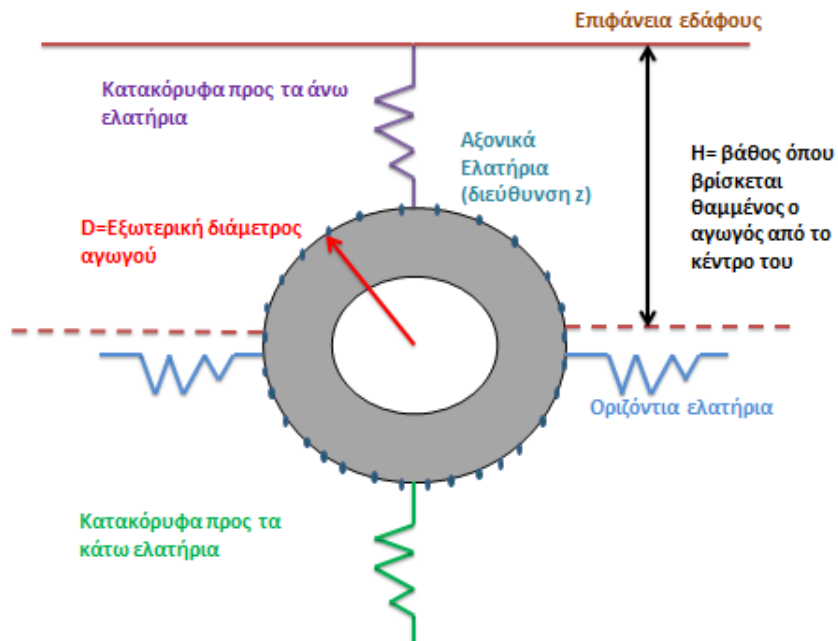 Επιφάνεια εδάφους
Κατακόρυφα προς τα άνω
ελατήρια
Αξονικά
Ελατήρια
(διεύθυνση z)
H= βάθος όπου
βρίσκεται
θαμμένος ο
αγωγός από το
κέντρο του
D=Εξωτερική διάμετρος
αγωγού
Οριζόντια ελατήρια
Κατακόρυφα προς τα
κάτω ελατήρια